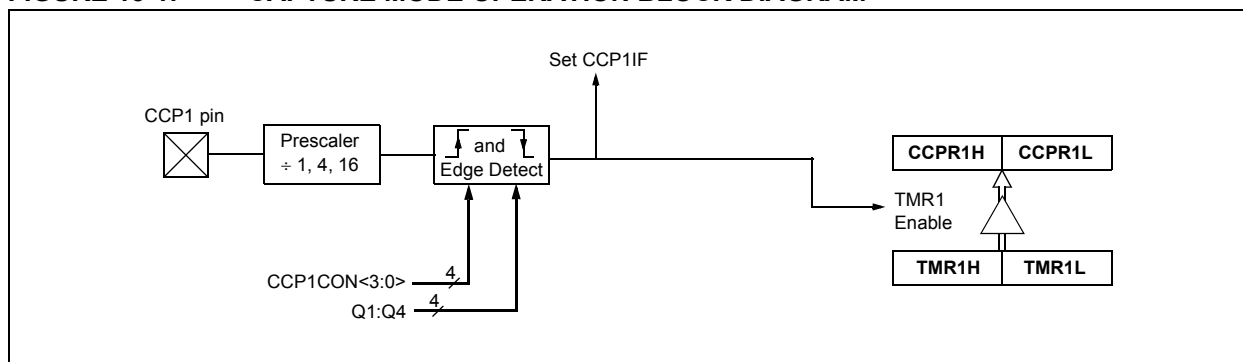 Set CCP1IF
CCP1 pin
Prescaler
÷ 1, 4, 16
and
Edge Detect
CCPR1H CCPR1L
TMR1
Enable
TMR1H TMR1L
CCP1CON<3:0> 4
Q1:Q4 4